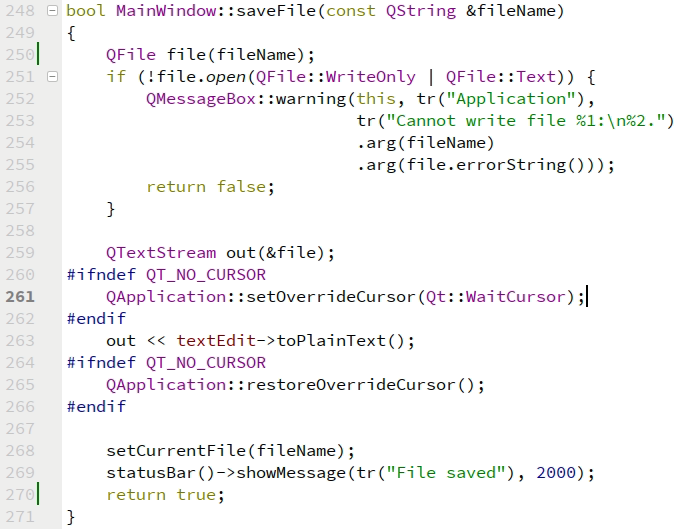 248 bool MainWindow::saveFile(const QString &fileName)
249 {
250     QFile file(fileName);
251     if (!file.open(QFile::WriteOnly | QFile::Text)) {
252         QMessageBox::warning(this, tr("Application"),
253                              tr("Cannot write file %1:\n%2.")
254                              .arg(fileName)
255                              .arg(file.errorString()));
256         return false;
257     }
258
259     QTextStream out(&file);
260 #ifndef QT_NO_CURSOR
261     QApplication::setOverrideCursor(Qt::WaitCursor);
262 #endif
263     out << textEdit->toPlainText();
264 #ifndef QT_NO_CURSOR
265     QApplication::restoreOverrideCursor();
266 #endif
267
268     setCurrentFile(fileName);
269     statusBar()->showMessage(tr("File saved"), 2000);
270     return true;
271 }